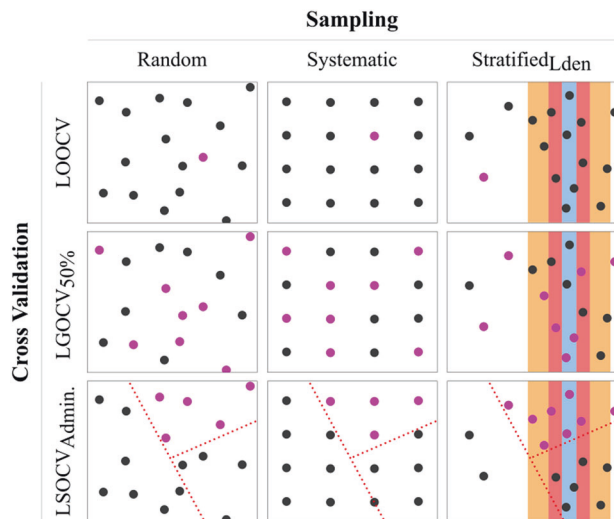 Sampling
Random Systematic Stratified Lden
Cross Validation
LOOCV
LGOCV 50%
LSOCV Admin.